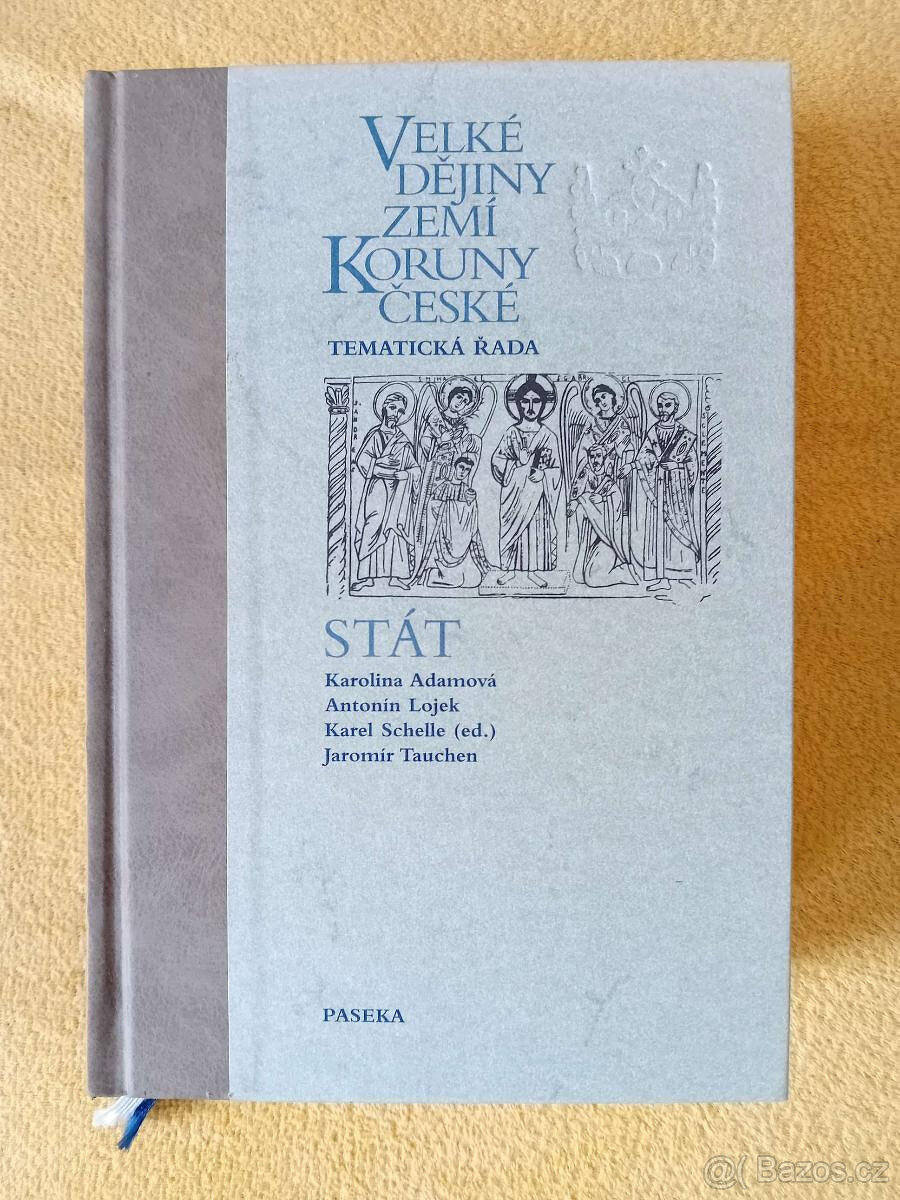 VELKÉ
DĚJINY
ZEMÍ
KORUNY
ČESKÉ
TEMATICKÁ ŘADA
STÁT
Karolina Adamová
Antonín Lojek
Karel Schelle (ed.)
Jaromír Tauchen
PASEKA
@( Bazos.cz